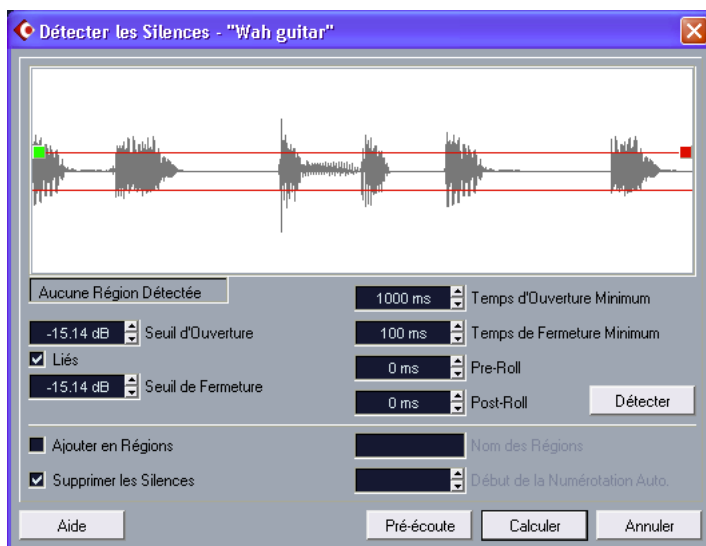 Détecter les Silences - "Wah guitar"
Aucune Région Détectée
1000 ms Temps d'Ouverture Minimum
-15.14 dB Seuil d'Ouverture
100 ms Temps de Fermeture Minimum
Liés
0 ms Pre-Roll
-15.14 dB Seuil de Fermeture
0 ms Post-Roll
Détecter
Ajouter en Régions
Nom des Régions
Supprimer les Silences
Début de la Numérotation Auto.
Aide
Pré-écoute
Calculer
Annuler